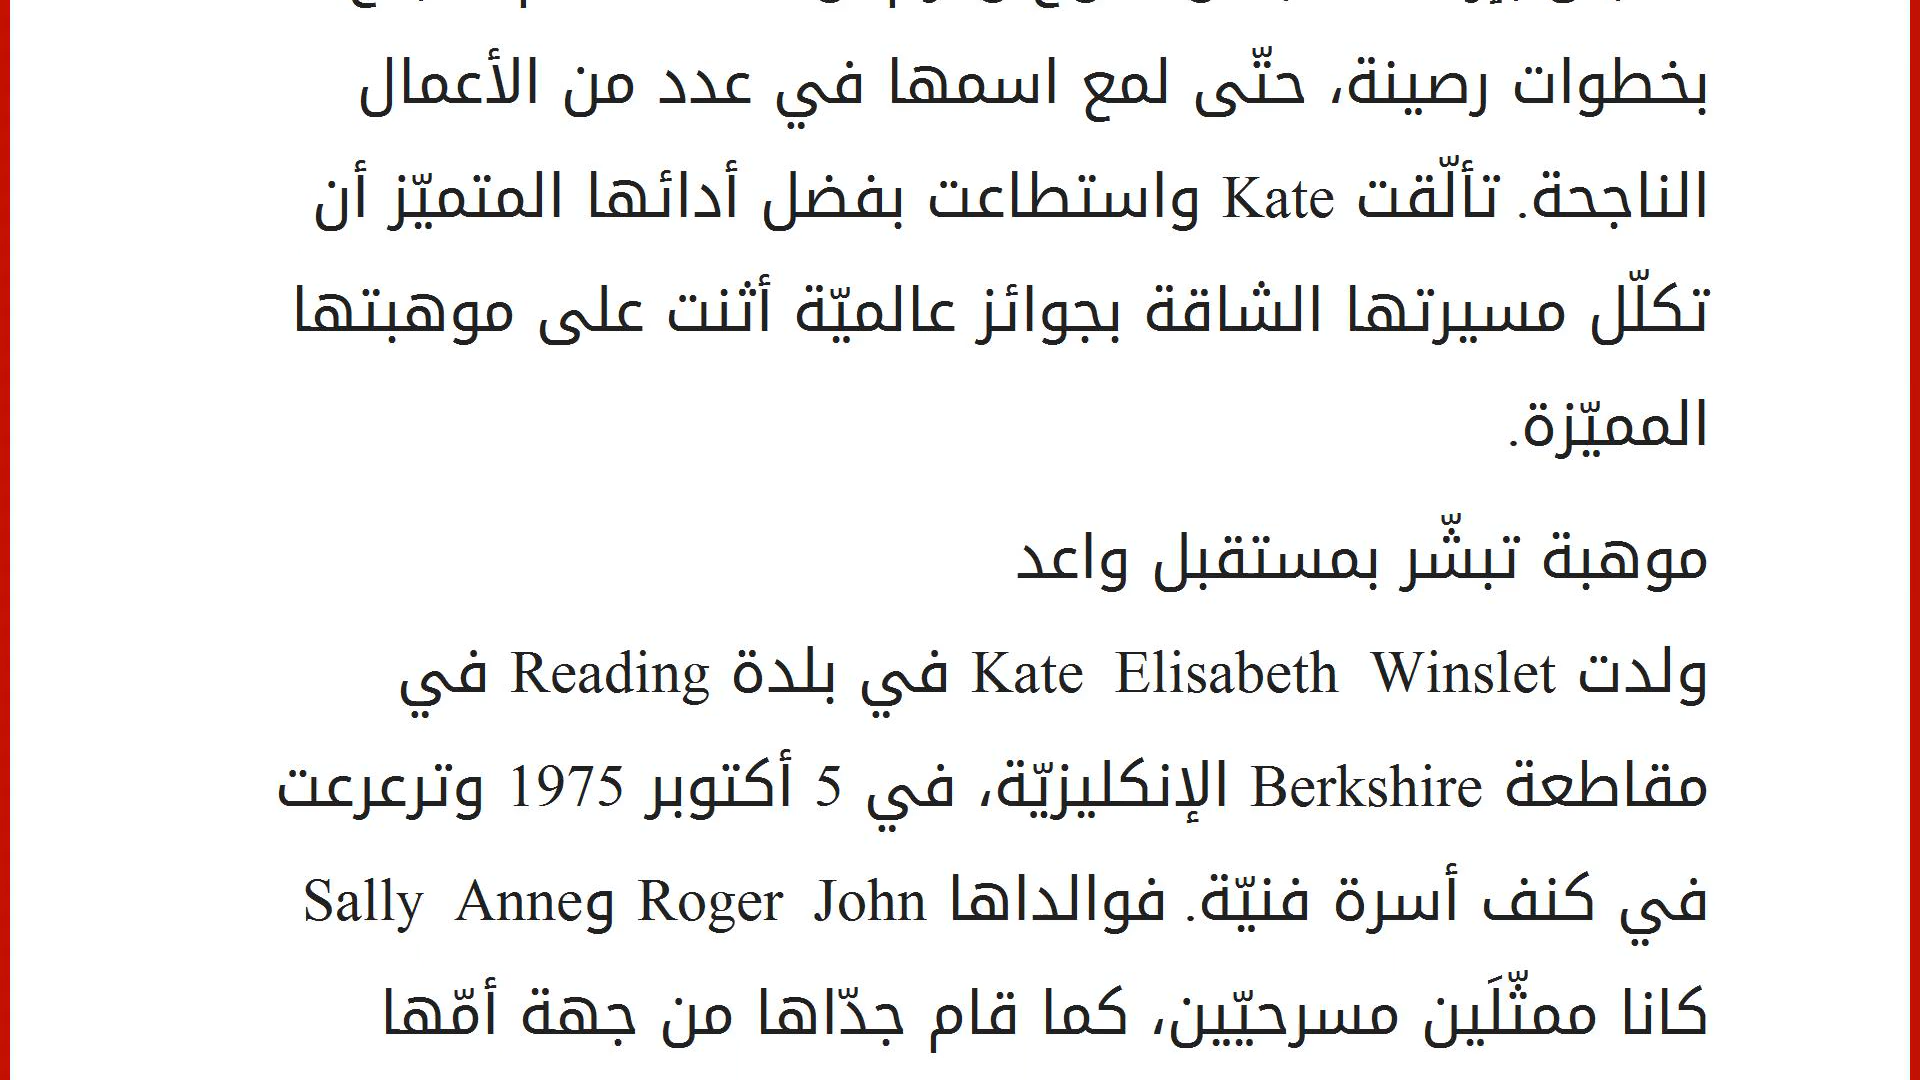 بخطوات رصينة، حتّى لمع اسمها في عدد من الأعمال
الناجحة. تألّقت Kate واستطاعت بفضل أدائها المتميّز أن
تكلّل مسيرتها الشاقة بجوائز عالميّة أثنت على موهبتها
المميّزة.
موهبة تبشّر بمستقبل واعد
ولدت Kate Elisabeth Winslet في بلدة Reading في
مقاطعة Berkshire الإنكليزيّة، في 5 أكتوبر 1975 وترعرعت
في كنف أسرة فنيّة. فوالداها Roger John وSally Anne
كانا ممثّلَين مسرحيّين، كما قام جدّاها من جهة أمّها